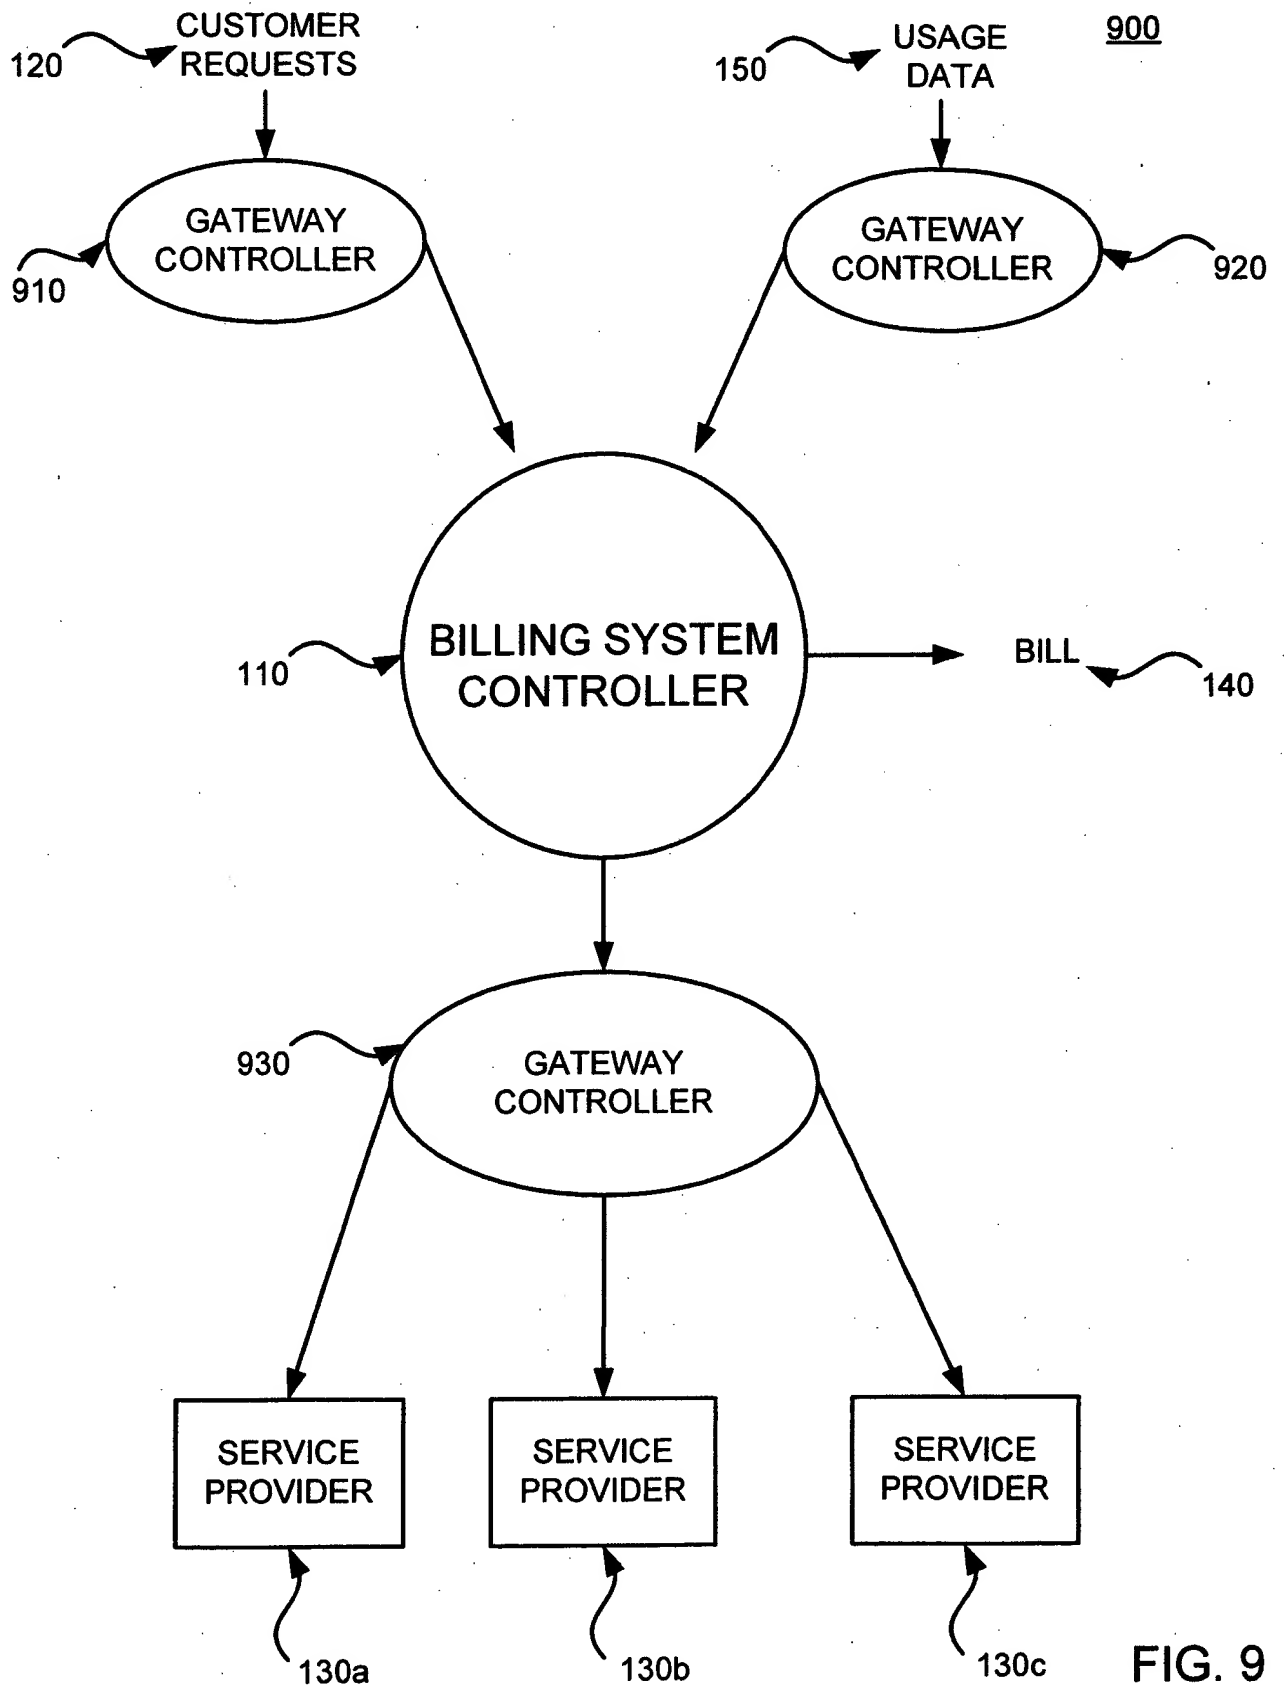 CUSTOMER
REQUESTS
120
USAGE
DATA
150
900
GATEWAY
CONTROLLER
910
GATEWAY
CONTROLLER
920
BILLING SYSTEM
CONTROLLER
110
BILL
140
GATEWAY
CONTROLLER
930
SERVICE
PROVIDER
SERVICE
PROVIDER
SERVICE
PROVIDER
130a
130b
130c
FIG. 9